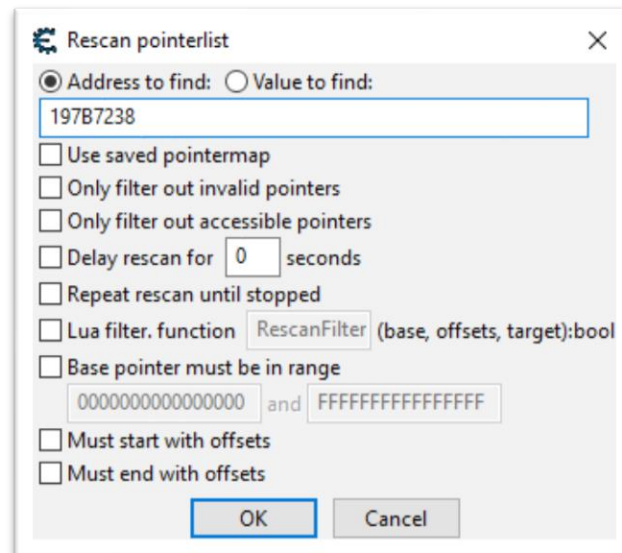 Rescan pointerlist
Address to find: Value to find:
197B7238
Use saved pointermap
Only filter out invalid pointers
Only filter out accessible pointers
Delay rescan for 0 seconds
Repeat rescan until stopped
Lua filter. function RescanFilter (base, offsets, target):bool
Base pointer must be in range
0000000000000000 and FFFFFFFFFFFFFFFF
Must start with offsets
Must end with offsets
OK Cancel